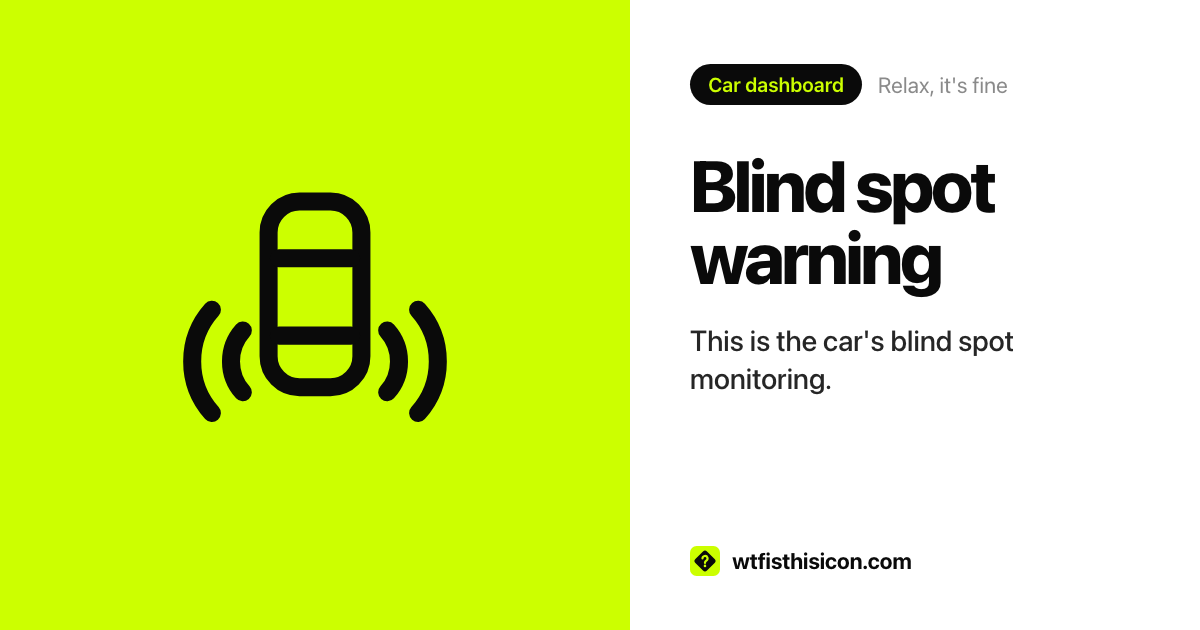 Car dashboard Relax, it's fine
Blind spot
warning
This is the car's blind spot
monitoring.
? wtfisthisicon.com